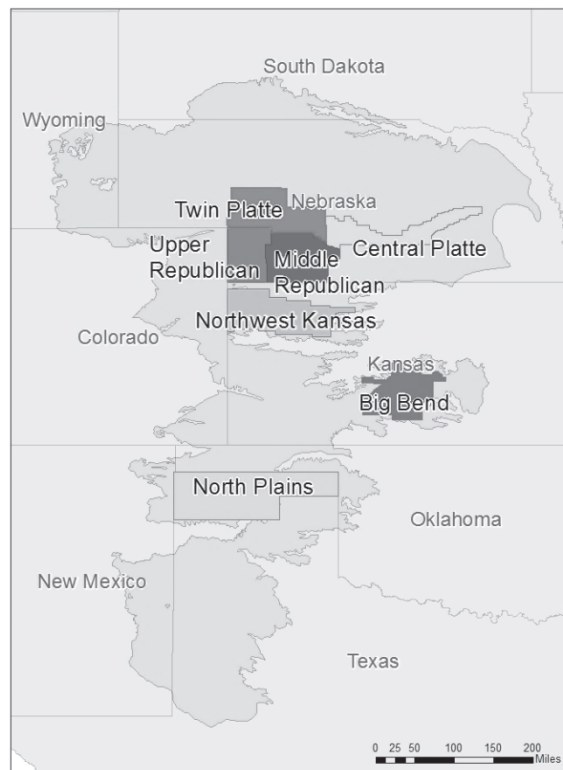 South Dakota
Wyoming
Nebraska
Twin Platte
Upper
Republican
Middle
Republican
Central Platte
Northwest Kansas
Colorado
Kansas
Big Bend
North Plains
Oklahoma
New Mexico
Texas
0 25 50 100 150 200
Miles